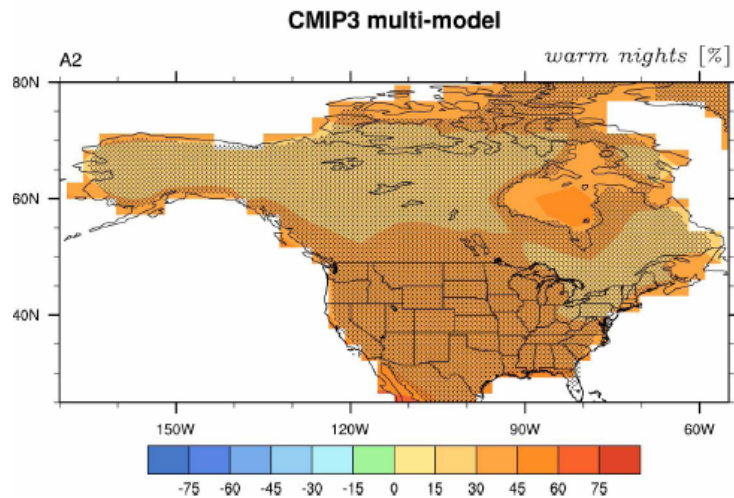 CMIP3 multi-model
A2 warm nights [%]
80N
60N
40N
150W 120W 90W 60W
-75 -60 -45 -30 -15 0 15 30 45 60 75